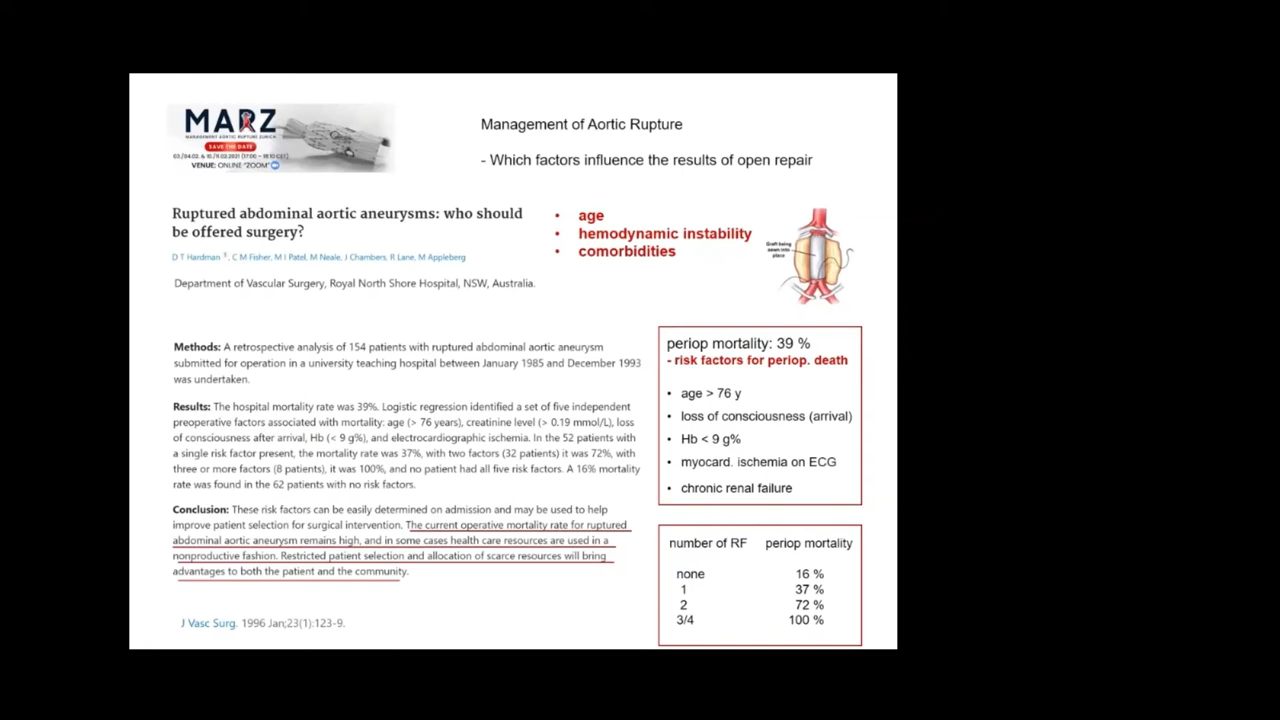 MARZ
MANAGEMENT AORTIC RUPTURE ZURICH
SAVE THE DATE
VENUE: ONLINE "ZOOM"
Management of Aortic Rupture
- Which factors influence the results of open repair
Ruptured abdominal aortic aneurysms: who should
be offered surgery?
D T Hardman 1, C M Fisher, M I Patel, M Neale, J Chambers, R Lane, M Appleberg
Department of Vascular Surgery, Royal North Shore Hospital, NSW, Australia.
• age
• hemodynamic instability
• comorbidities
Graft being
sewn into
place
Methods: A retrospective analysis of 154 patients with ruptured abdominal aortic aneurysm
submitted for operation in a university teaching hospital between January 1985 and December 1993
was undertaken.
Results: The hospital mortality rate was 39%. Logistic regression identified a set of five independent
preoperative factors associated with mortality: age (> 76 years), creatinine level (> 0.19 mmol/L), loss
of consciousness after arrival, Hb (< 9 g%), and electrocardiographic ischemia. In the 52 patients with
a single risk factor present, the mortality rate was 37%, with two factors (32 patients) it was 72%, with
three or more factors (8 patients), it was 100%, and no patient had all five risk factors. A 16% mortality
rate was found in the 62 patients with no risk factors.
Conclusion: These risk factors can be easily determined on admission and may be used to help
improve patient selection for surgical intervention. The current operative mortality rate for ruptured
abdominal aortic aneurysm remains high, and in some cases health care resources are used in a
nonproductive fashion. Restricted patient selection and allocation of scarce resources will bring
advantages to both the patient and the community.
J Vasc Surg. 1996 Jan;23(1):123-9.
periop mortality: 39 %
- risk factors for periop. death
• age > 76 y
• loss of consciousness (arrival)
• Hb < 9 g%
• myocard. ischemia on ECG
• chronic renal failure
number of RF periop mortality
none 16 %
1 37 %
2 72 %
3/4 100 %